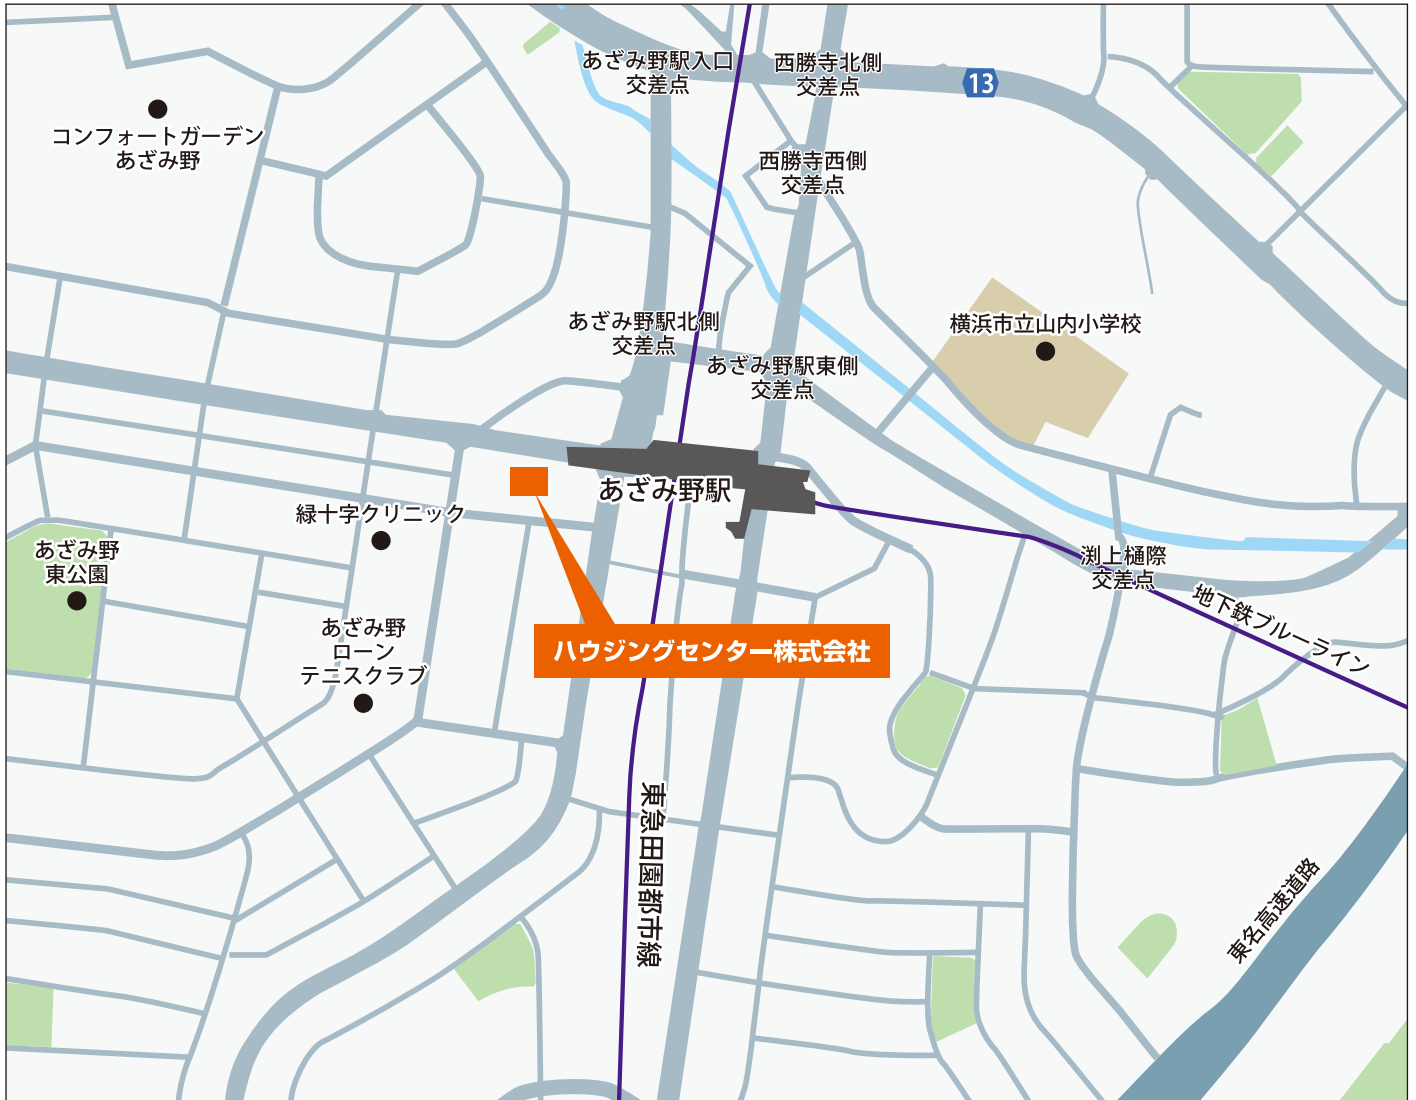 あざみ野駅入口
交差点
西勝寺北側
交差点
13
コンフォートガーデン
あざみ野
西勝寺西側
交差点
あざみ野駅北側
交差点
横浜市立山内小学校
あざみ野駅東側
交差点
あざみ野駅
緑十字クリニック
あざみ野
東公園
渕上樋際
交差点
地下鉄ブルーライン
あざみ野
ローン
テニスクラブ
ハウジングセンター株式会社
東急田園都市線
東名高速道路